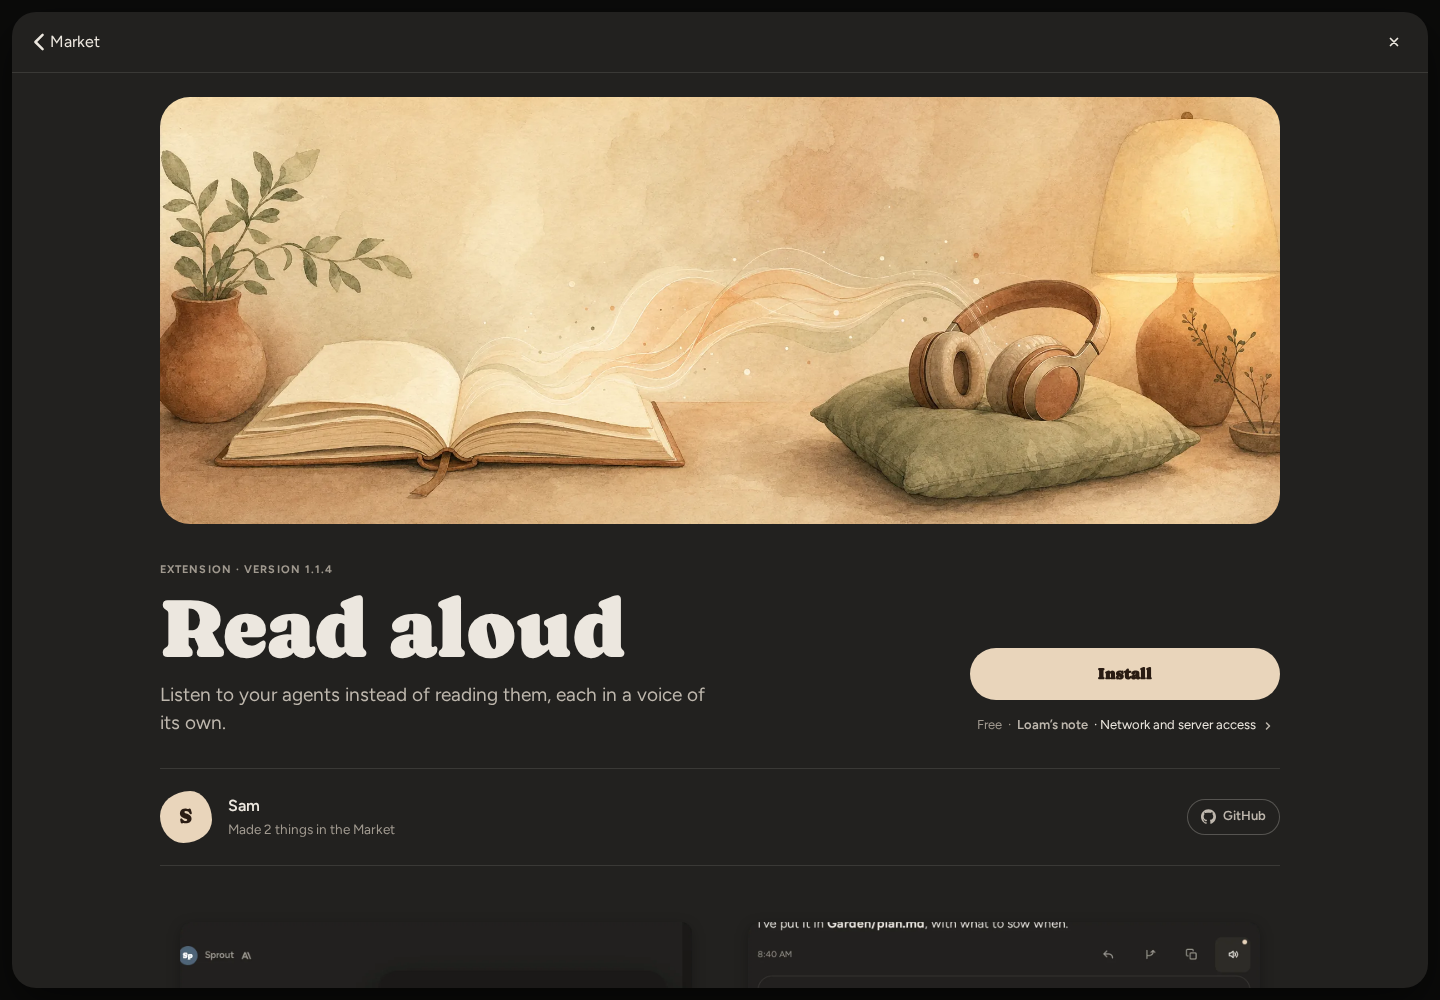 Market
EXTENSION · VERSION 1.1.4
Read aloud
Listen to your agents instead of reading them, each in a voice of
its own.
Install
Free · Loam's note · Network and server access
S
Sam
Made 2 things in the Market
GitHub
Sp Sprout
I've put it in Garden/plan.md, with what to sow when.
8:40 AM